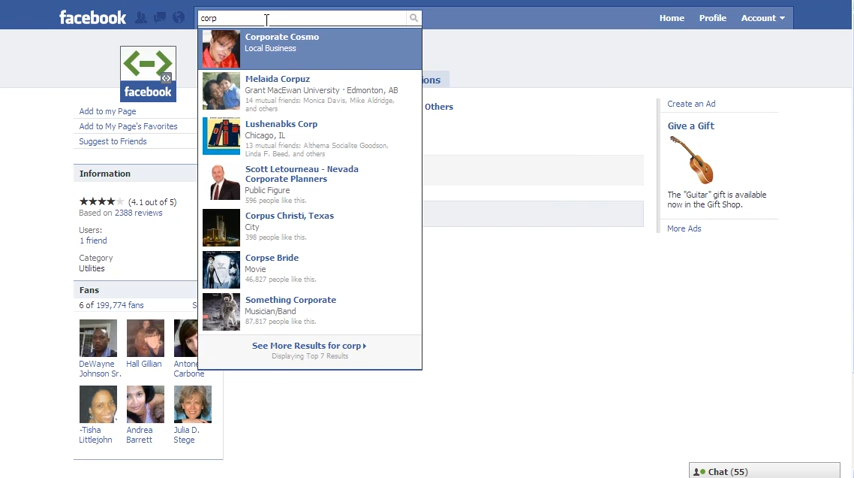 facebook
corp
Home
Profile
Account
Corporate Cosmo
Local Business
Melaida Corpuz
Grant MacEwan University · Edmonton, AB
14 mutual friends: Monica Davis, Mike Aldridge,
and others
Lushenabks Corp
Chicago, IL
13 mutual friends: Althema Socialite Goodson,
Linda F. Beed, and others
Scott Letourneau - Nevada
Corporate Planners
Public Figure
596 people like this.
Corpus Christi, Texas
City
398 people like this.
Corpse Bride
Movie
46,827 people like this.
Something Corporate
Musician/Band
87,817 people like this.
See More Results for corp
Displaying Top 7 Results
facebook
Add to my Page
Add to My Page's Favorites
Suggest to Friends
Information
(4.1 out of 5)
Based on 2388 reviews
Users:
1 friend
Category
Utilities
Fans
6 of 199,774 fans
S
DeWayne
Johnson Sr.
Hall Gillian
Anton
Carbone
-Tisha
Littlejohn
Andrea
Barrett
Julia D.
Stege
ions
Others
Create an Ad
Give a Gift
The "Guitar" gift is available
now in the Gift Shop.
More Ads
Chat (55)